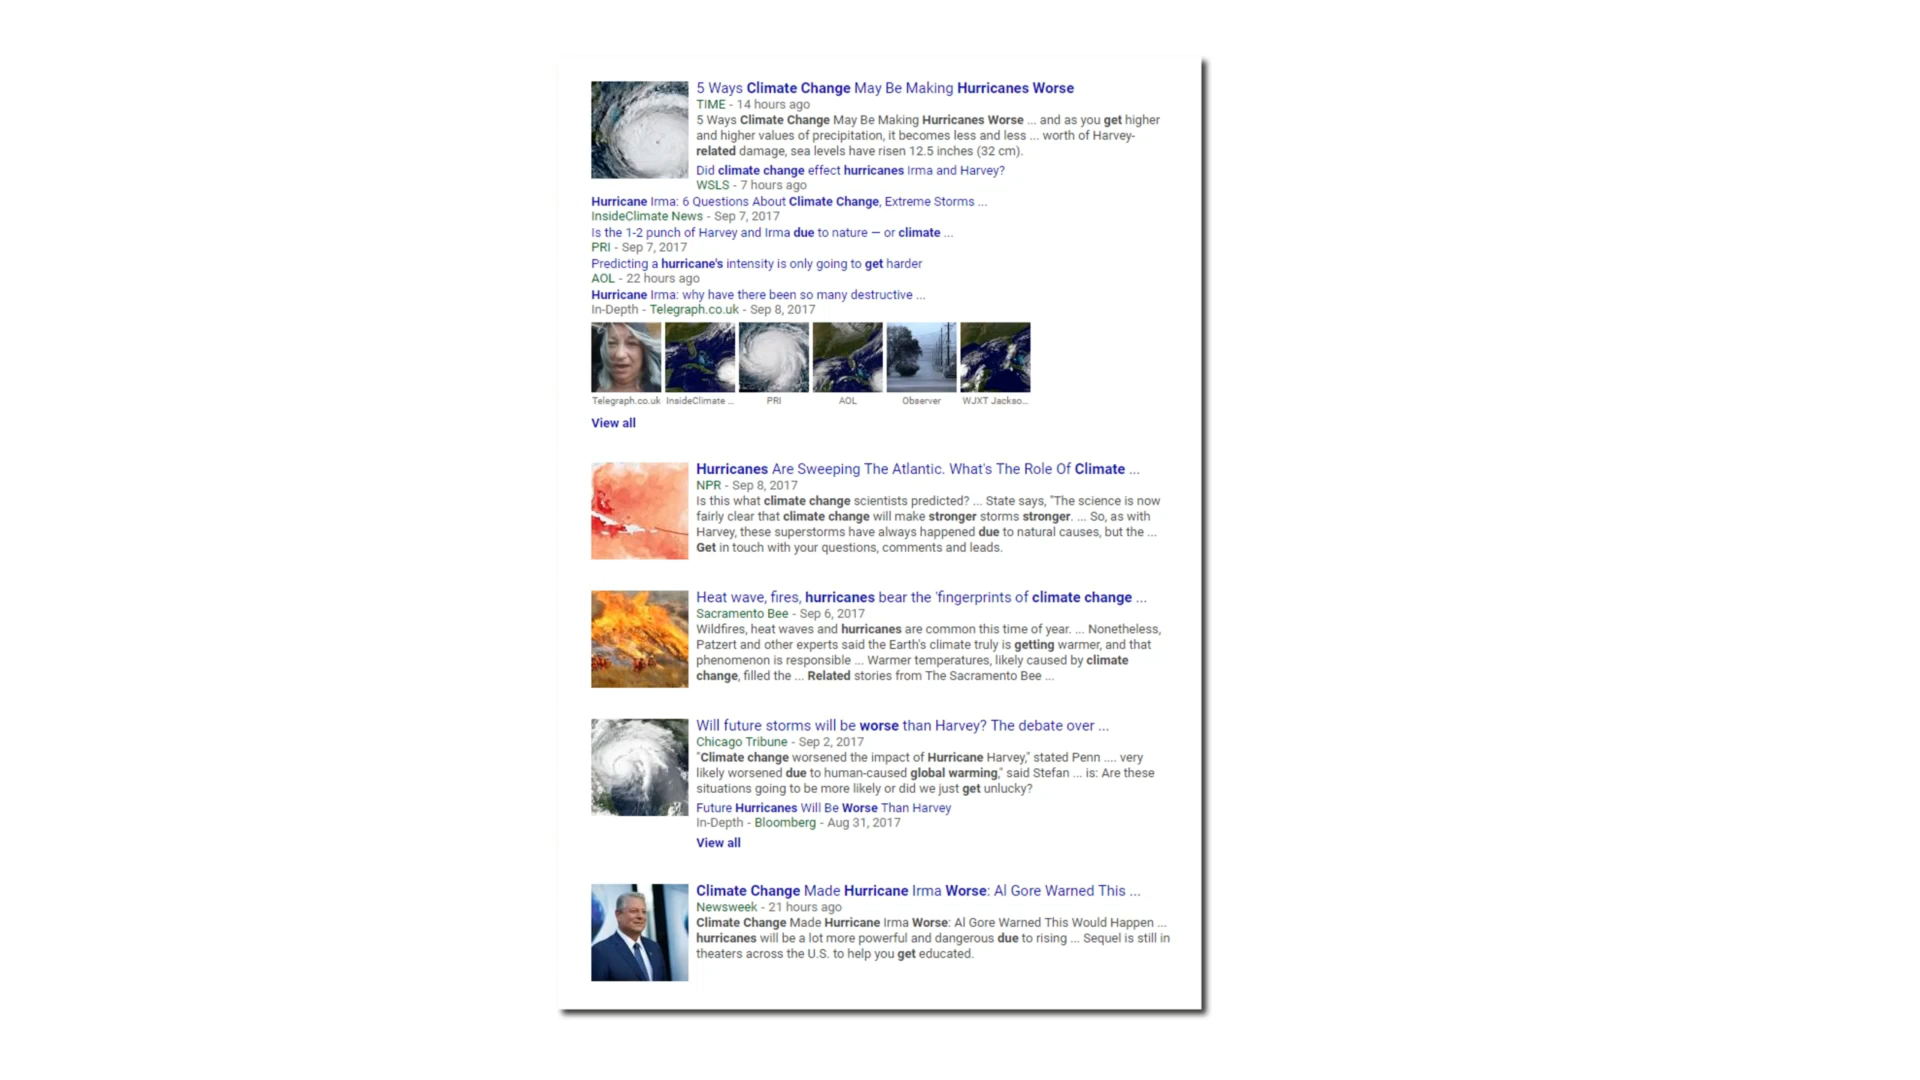 5 Ways Climate Change May Be Making Hurricanes Worse
TIME - 14 hours ago
5 Ways Climate Change May Be Making Hurricanes Worse ... and as you get higher
and higher values of precipitation, it becomes less and less ... worth of Harvey-
related damage, sea levels have risen 12.5 inches (32 cm).
Did climate change effect hurricanes Irma and Harvey?
WSLS - 7 hours ago
Hurricane Irma: 6 Questions About Climate Change, Extreme Storms ...
InsideClimate News - Sep 7, 2017
Is the 1-2 punch of Harvey and Irma due to nature — or climate ...
PRI - Sep 7, 2017
Predicting a hurricane's intensity is only going to get harder
AOL - 22 hours ago
Hurricane Irma: why have there been so many destructive ...
In-Depth - Telegraph.co.uk - Sep 8, 2017
Telegraph.co.uk InsideClimate ... PRI AOL Observer WJXT Jackso...
View all
Hurricanes Are Sweeping The Atlantic. What's The Role Of Climate ...
NPR - Sep 8, 2017
Is this what climate change scientists predicted? ... State says, "The science is now
fairly clear that climate change will make stronger storms stronger. ... So, as with
Harvey, these superstorms have always happened due to natural causes, but the ...
Get in touch with your questions, comments and leads.
Heat wave, fires, hurricanes bear the 'fingerprints of climate change ...
Sacramento Bee - Sep 6, 2017
Wildfires, heat waves and hurricanes are common this time of year. ... Nonetheless,
Patzert and other experts said the Earth's climate truly is getting warmer, and that
phenomenon is responsible ... Warmer temperatures, likely caused by climate
change, filled the ... Related stories from The Sacramento Bee ...
Will future storms will be worse than Harvey? The debate over ...
Chicago Tribune - Sep 2, 2017
"Climate change worsened the impact of Hurricane Harvey," stated Penn .... very
likely worsened due to human-caused global warming," said Stefan ... is: Are these
situations going to be more likely or did we just get unlucky?
Future Hurricanes Will Be Worse Than Harvey
In-Depth - Bloomberg - Aug 31, 2017
View all
Climate Change Made Hurricane Irma Worse: Al Gore Warned This ...
Newsweek - 21 hours ago
Climate Change Made Hurricane Irma Worse: Al Gore Warned This Would Happen ...
hurricanes will be a lot more powerful and dangerous due to rising ... Sequel is still in
theaters across the U.S. to help you get educated.